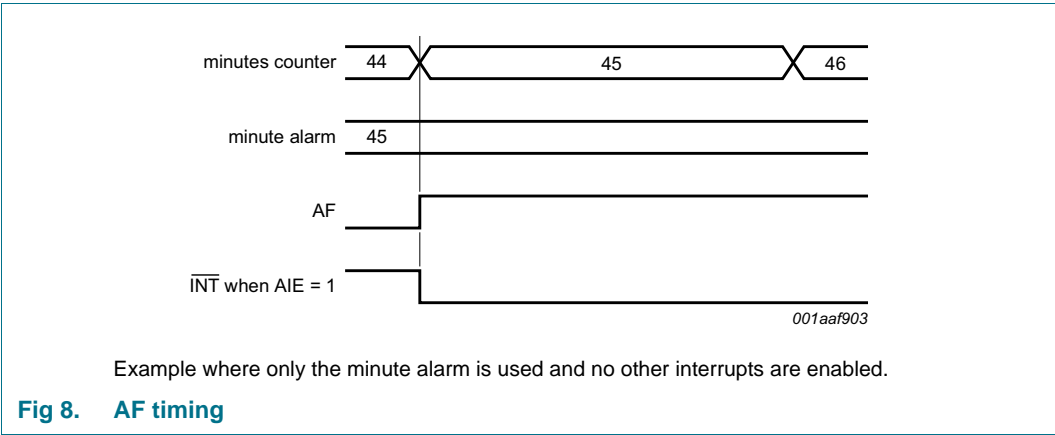 minutes counter 44 45 46
minute alarm 45
AF
INT when AIE = 1
001aaf903
Example where only the minute alarm is used and no other interrupts are enabled.
Fig 8. AF timing